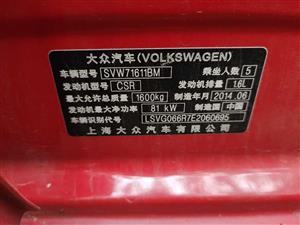 大众汽车(VOLKSWAGEN)
车辆型号 SVW71611BM 乘坐人数 5
发动机型号 CSR 发动机排量 1.6L
最大允许总质量 1600kg 制造年月 2014.06
发动机最大净功率 81 kW 制造国 中国
车辆识别代号 LSVG066R7E2060695
上海大众汽车有限公司